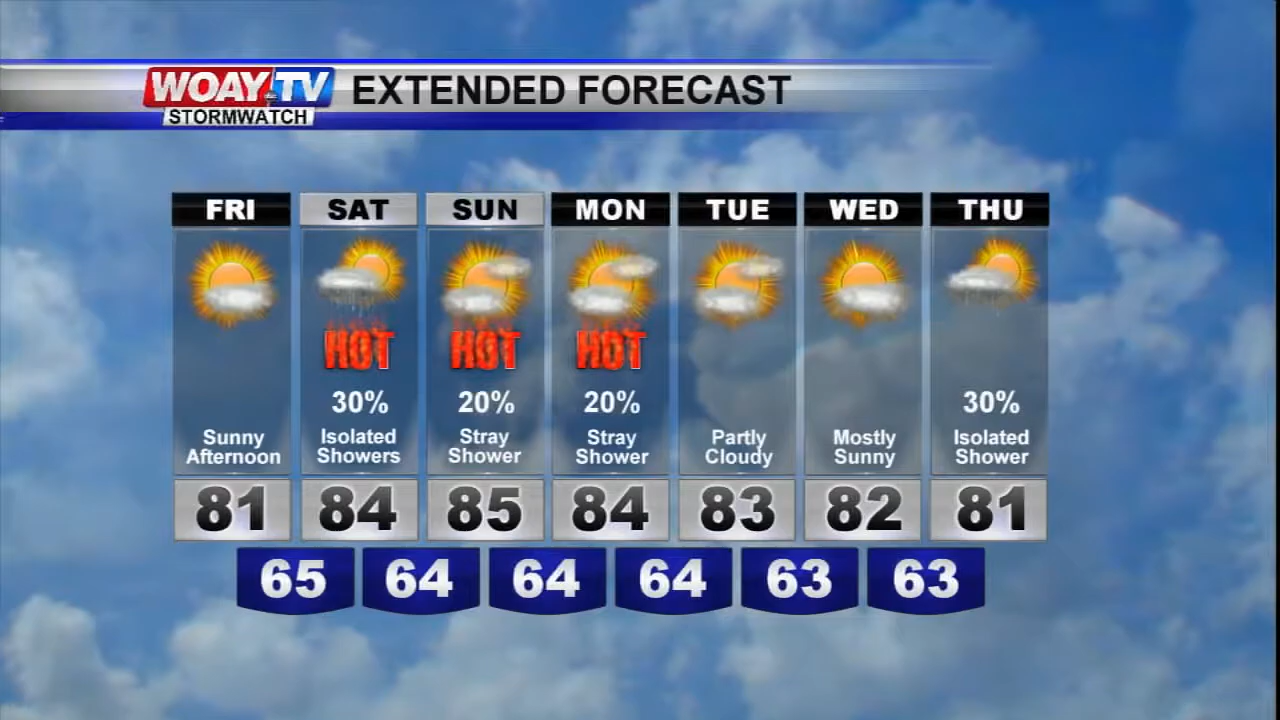 WOAY TV EXTENDED FORECAST
STORMWATCH
FRI SAT SUN MON TUE WED THU
HOT HOT HOT
30% 20% 20% 30%
Sunny Isolated Stray Stray Partly Mostly Isolated
Afternoon Showers Shower Shower Cloudy Sunny Shower
81 84 85 84 83 82 81
65 64 64 64 63 63